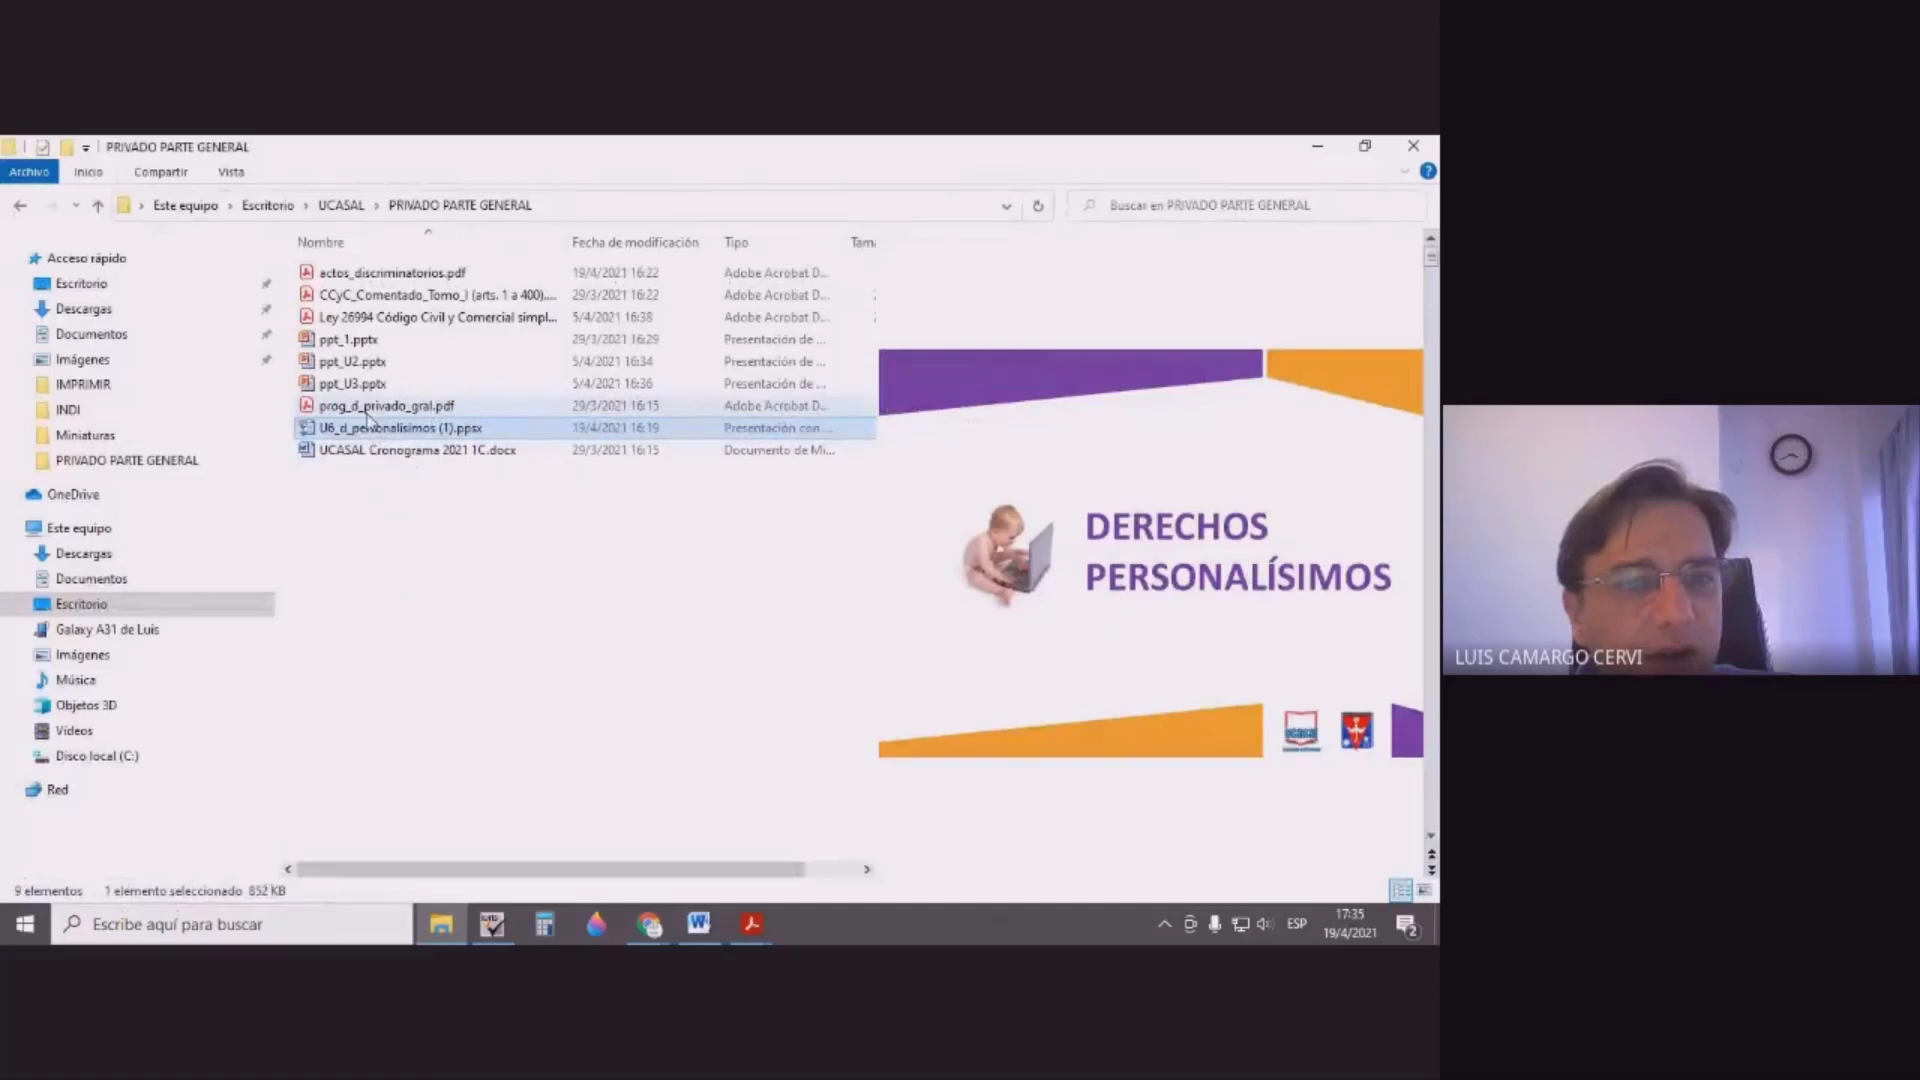 PRIVADO PARTE GENERAL
Archivo Inicio Compartir Vista
Este equipo > Escritorio > UCASAL > PRIVADO PARTE GENERAL
Buscar en PRIVADO PARTE GENERAL
Nombre Fecha de modificación Tipo Tama
actos_discriminatorios.pdf 19/4/2021 16:22 Adobe Acrobat D...
CCyC_Comentado_Tomo_I (arts. 1 a 400).... 29/3/2021 16:22 Adobe Acrobat D...
Ley 26994 Código Civil y Comercial simpl... 5/4/2021 16:38 Adobe Acrobat D...
ppt_1.pptx 29/3/2021 16:29 Presentación de ...
ppt_U2.pptx 5/4/2021 16:34 Presentación de ...
ppt_U3.pptx 5/4/2021 16:36 Presentación de ...
prog_d_privado_gral.pdf 29/3/2021 16:15 Adobe Acrobat D...
U6_d_personalisimos (1).ppsx 19/4/2021 16:19 Presentación con ...
UCASAL Cronograma 2021 1C.docx 29/3/2021 16:15 Documento de Mi...
Acceso rápido
Escritorio
Descargas
Documentos
Imágenes
IMPRIMIR
INDI
Miniaturas
PRIVADO PARTE GENERAL
OneDrive
Este equipo
Descargas
Documentos
Escritorio
Galaxy A31 de Luis
Imágenes
Música
Objetos 3D
Vídeos
Disco local (C:)
Red
DERECHOS
PERSONALÍSIMOS
ucasal
9 elementos 1 elemento seleccionado 852 KB
Escribe aquí para buscar
ESP
17:35
19/4/2021
2
LUIS CAMARGO CERVI